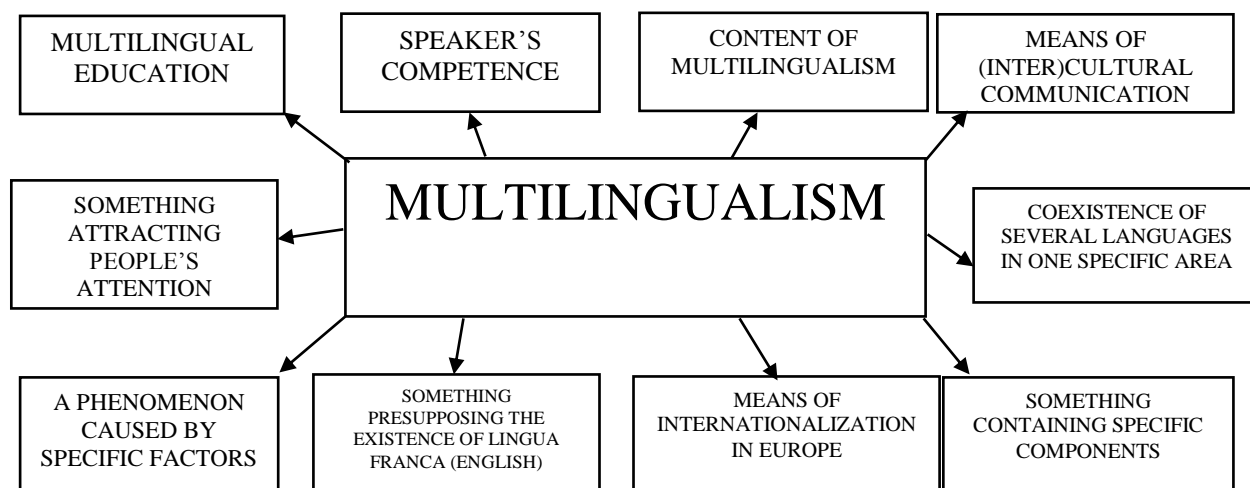 MULTILINGUAL
EDUCATION
SPEAKER'S
COMPETENCE
CONTENT OF
MULTILINGUALISM
MEANS OF
(INTER)CULTURAL
COMMUNICATION
MULTILINGUALISM
SOMETHING
ATTRACTING
PEOPLE'S
ATTENTION
COEXISTENCE OF
SEVERAL LANGUAGES
IN ONE SPECIFIC AREA
A PHENOMENON
CAUSED BY
SPECIFIC FACTORS
SOMETHING
PRESUPPOSING THE
EXISTENCE OF LINGUA
FRANCA (ENGLISH)
MEANS OF
INTERNATIONALIZATION
IN EUROPE
SOMETHING
CONTAINING SPECIFIC
COMPONENTS